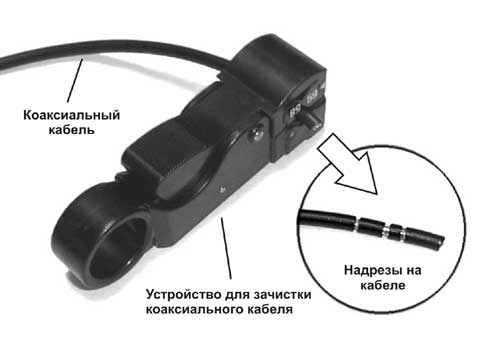 Коаксиальный
кабель
Устройство для зачистки
коаксиального кабеля
Надрезы на
кабеле